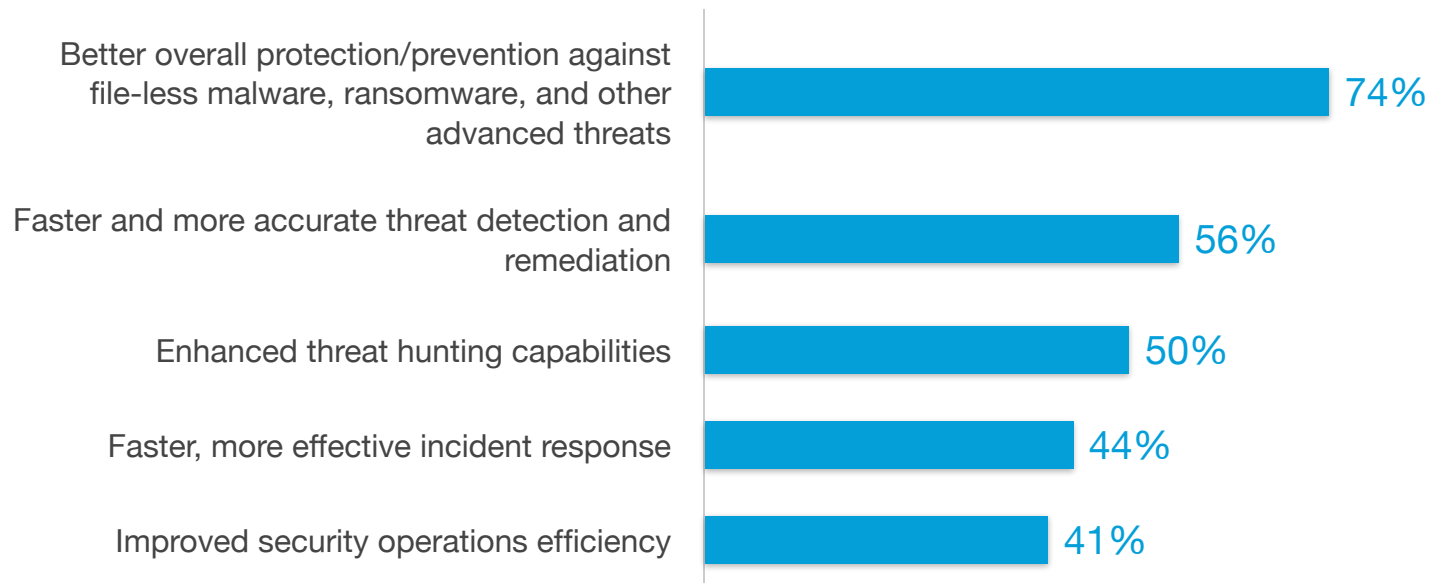 Better overall protection/prevention against
file-less malware, ransomware, and other
advanced threats
74%
Faster and more accurate threat detection and
remediation
56%
Enhanced threat hunting capabilities
50%
Faster, more effective incident response
44%
Improved security operations efficiency
41%